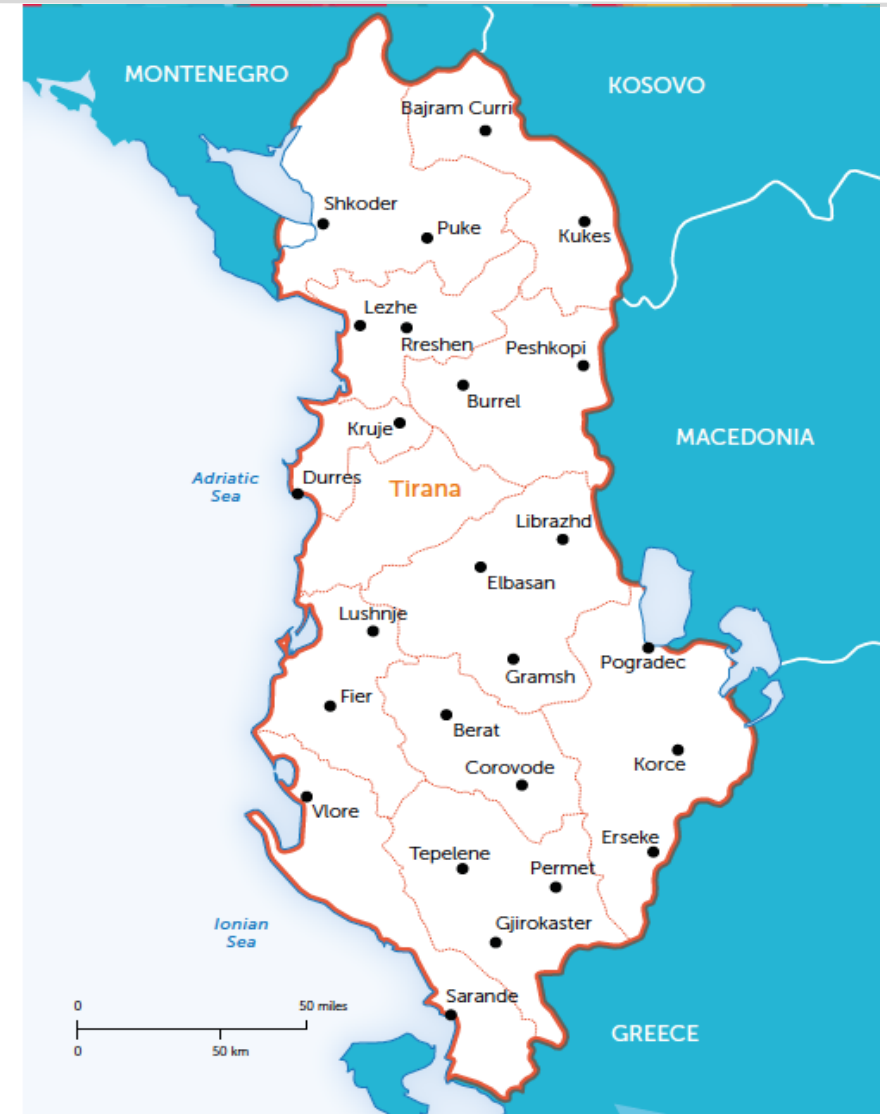 MONTENEGRO
KOSOVO
Bajram Curri
Shkoder
Puke
Kukes
Lezhe
Rreshen
Peshkopi
Burrel
Kruje
MACEDONIA
Adriatic
Sea
Durres
Tirana
Librazhd
Elbasan
Lushnje
Pogradec
Gramsh
Fier
Berat
Korce
Corovode
Vlore
Erseke
Tepelene
Permet
Ionian
Sea
Gjirokaster
Sarande
0
50 miles
0
50 km
GREECE